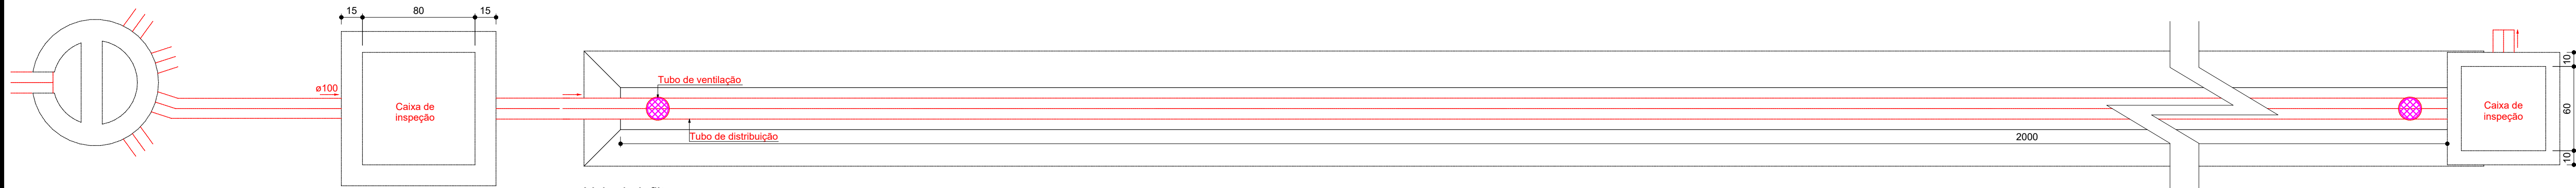 15
80
15
ø100
Caixa de
inspeção
Tubo de ventilação
Tubo de distribuição
2000
Caixa de
inspeção
10
60
10